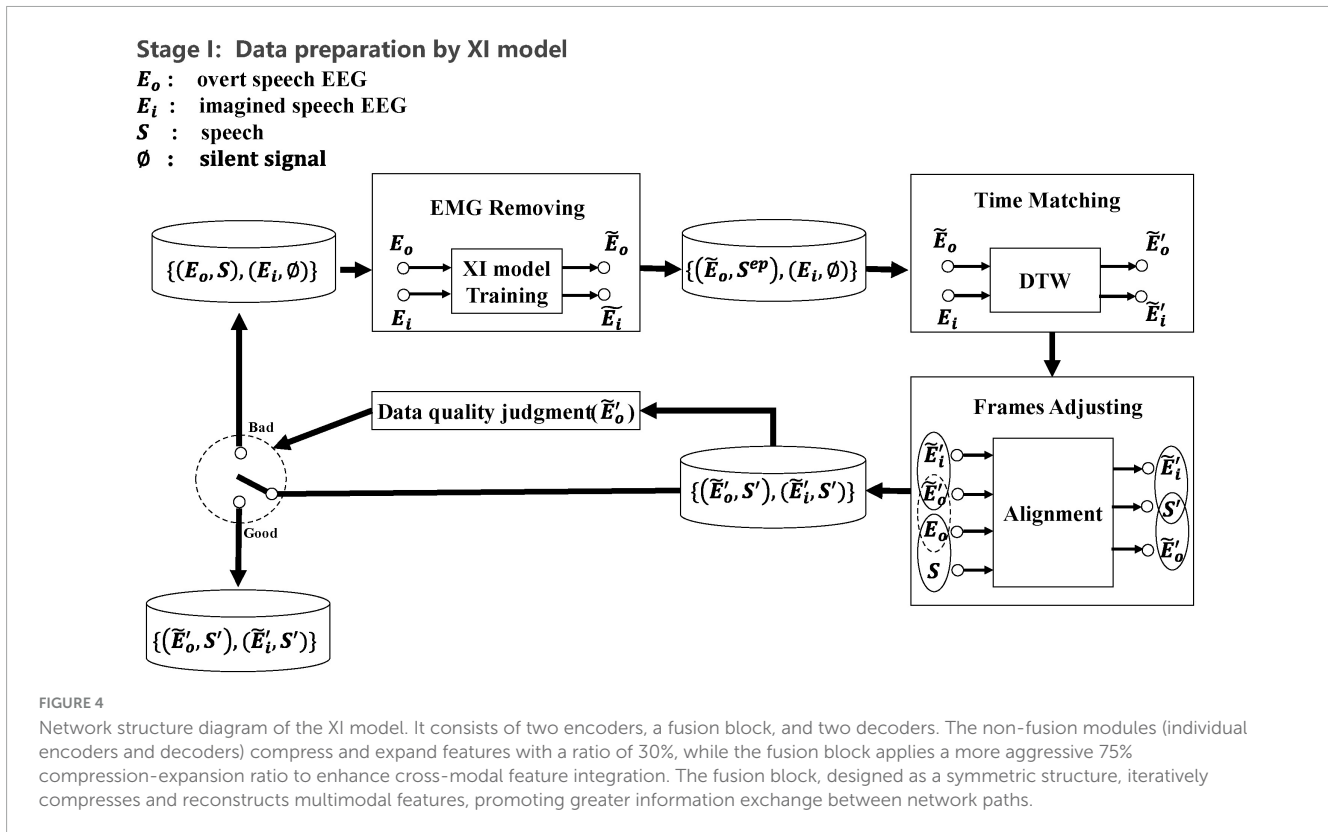 Stage I: Data preparation by XI model
E_o : overt speech EEG
E_i : imagined speech EEG
S : speech
∅ : silent signal
{(E_o, S), (E_i, ∅)}
EMG Removing
E_o
E_i
XI model
Training
Ẽ_o
Ẽ_i
{(Ẽ_o, S^ep), (E_i, ∅)}
Time Matching
Ẽ_o
E_i
DTW
Ẽ′_o
Ẽ′_i
Frames Adjusting
Ẽ′_i
Ẽ′_o
E_o
S
Alignment
Ẽ′_i
S′
Ẽ′_o
{(Ẽ′_o, S′), (Ẽ′_i, S′)}
Data quality judgment(Ẽ′_o)
Bad
Good
{(Ẽ′_o, S′), (Ẽ′_i, S′)}
FIGURE 4
Network structure diagram of the XI model. It consists of two encoders, a fusion block, and two decoders. The non-fusion modules (individual
encoders and decoders) compress and expand features with a ratio of 30%, while the fusion block applies a more aggressive 75%
compression-expansion ratio to enhance cross-modal feature integration. The fusion block, designed as a symmetric structure, iteratively
compresses and reconstructs multimodal features, promoting greater information exchange between network paths.